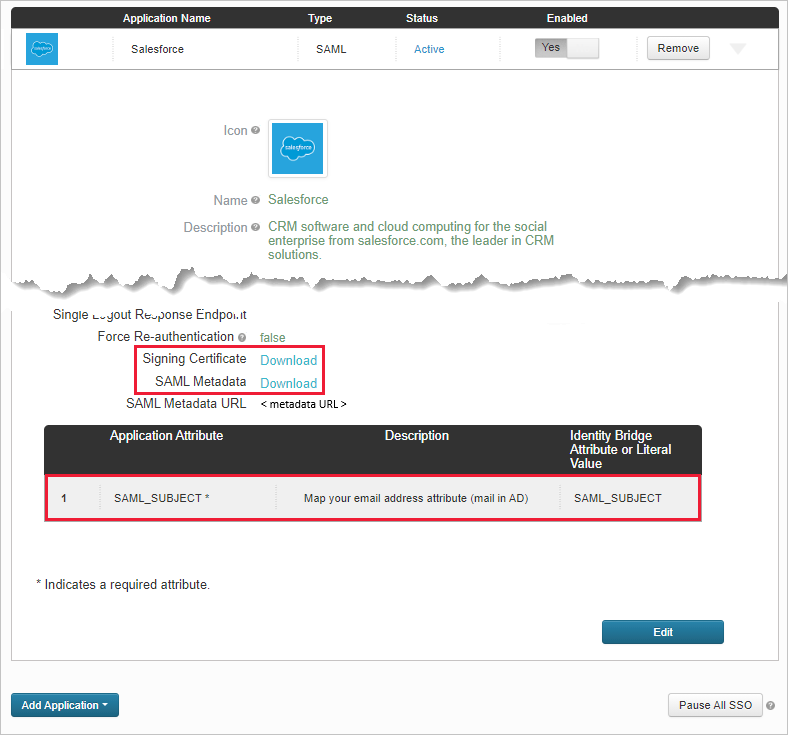 Application Name Type Status Enabled
salesforce Salesforce SAML Active Yes Remove
Icon
salesforce
Name Salesforce
Description CRM software and cloud computing for the social
enterprise from salesforce.com, the leader in CRM
solutions.
Single Logout Response Endpoint
Force Re-authentication false
Signing Certificate Download
SAML Metadata Download
SAML Metadata URL < metadata URL >
Application Attribute Description Identity Bridge
Attribute or Literal
Value
1 SAML_SUBJECT * Map your email address attribute (mail in AD) SAML_SUBJECT
* Indicates a required attribute.
Edit
Add Application Pause All SSO